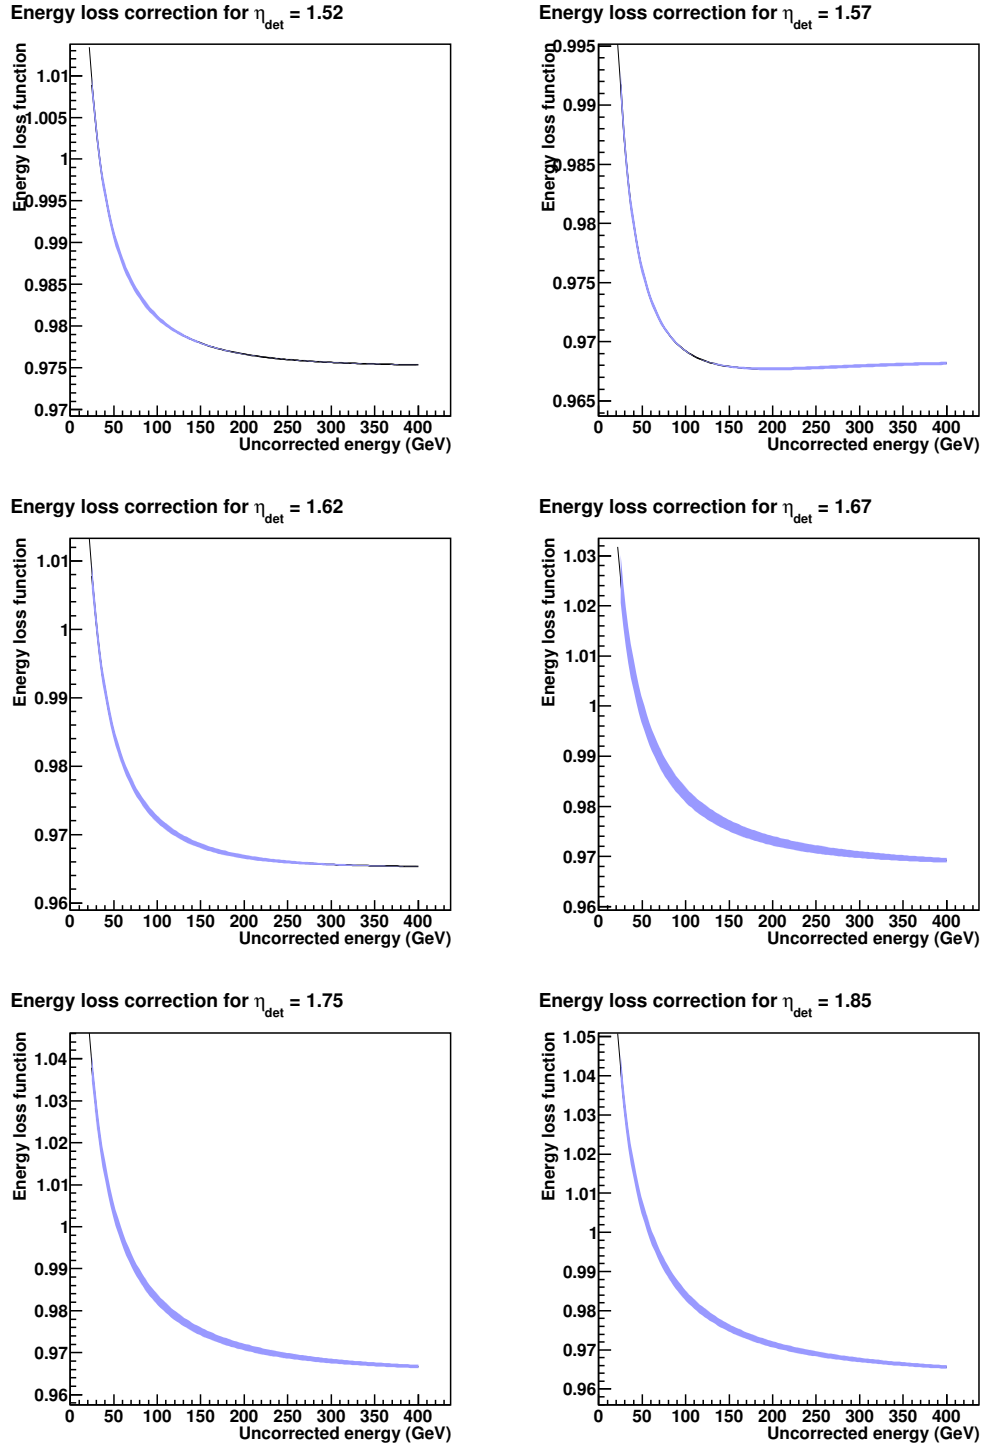 Energy loss correction for ηdet = 1.52
Energy loss function
1.01
1.005
1
0.995
0.99
0.985
0.98
0.975
0.97
0 50 100 150 200 250 300 350 400
Uncorrected energy (GeV)
Energy loss correction for ηdet = 1.57
Energy loss function
0.995
0.99
0.985
0.98
0.975
0.97
0.965
0 50 100 150 200 250 300 350 400
Uncorrected energy (GeV)
Energy loss correction for ηdet = 1.62
Energy loss function
1.01
1
0.99
0.98
0.97
0.96
0 50 100 150 200 250 300 350 400
Uncorrected energy (GeV)
Energy loss correction for ηdet = 1.67
Energy loss function
1.03
1.02
1.01
1
0.99
0.98
0.97
0.96
0 50 100 150 200 250 300 350 400
Uncorrected energy (GeV)
Energy loss correction for ηdet = 1.75
Energy loss function
1.04
1.03
1.02
1.01
1
0.99
0.98
0.97
0.96
0 50 100 150 200 250 300 350 400
Uncorrected energy (GeV)
Energy loss correction for ηdet = 1.85
Energy loss function
1.05
1.04
1.03
1.02
1.01
1
0.99
0.98
0.97
0.96
0 50 100 150 200 250 300 350 400
Uncorrected energy (GeV)